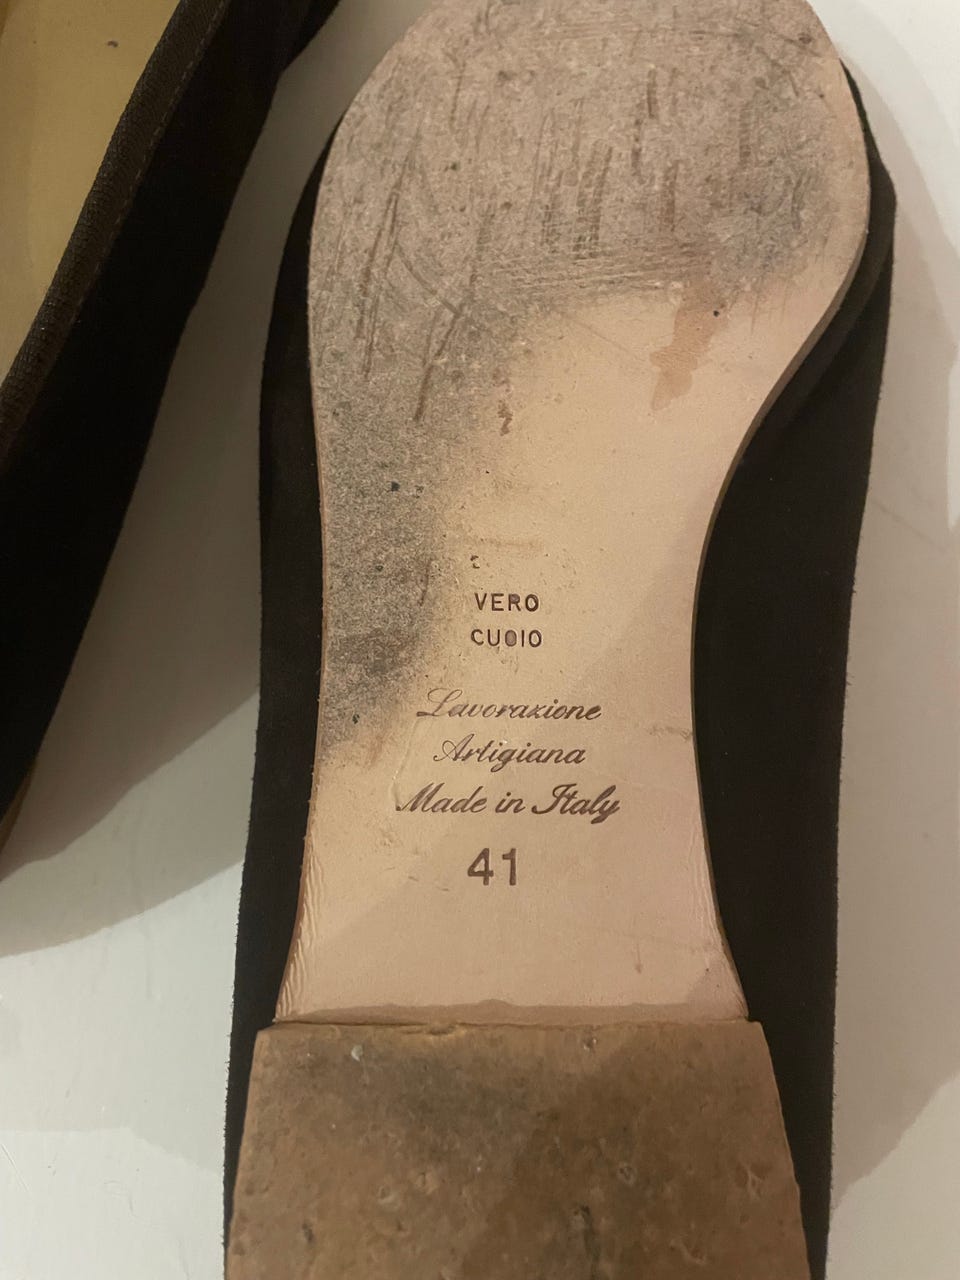 VERO
CUOIO
Lavorazione
Artigiana
Made in Italy
41